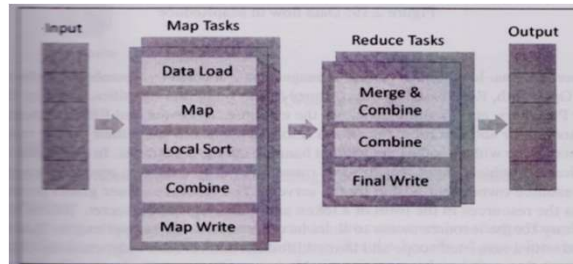 Input
Map Tasks
Data Load
Map
Local Sort
Combine
Map Write
Reduce Tasks
Merge &
Combine
Combine
Final Write
Output